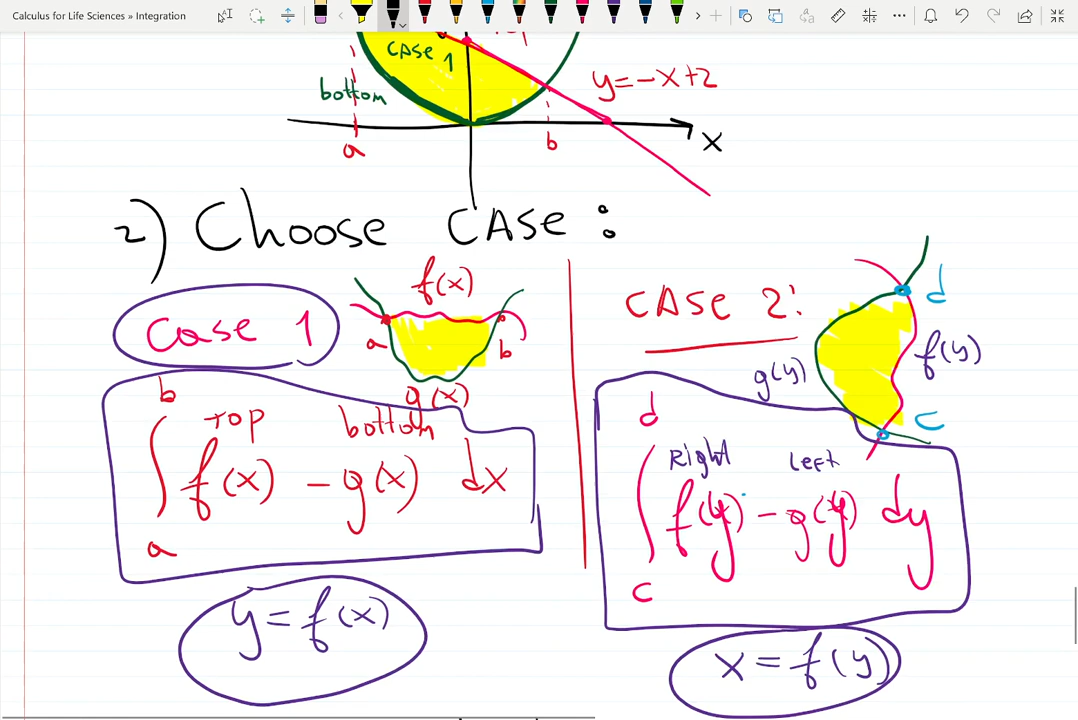 Calculus for Life Sciences » Integration
case 1
bottom
y=-x+2
a
b
x
2) Choose CASE:
Case 1
f(x)
a
b
g(x)
b
TOP bottom
∫ f(x) - g(x) dx
a
y = f(x)
CASE 2:
d
g(y)
f(y)
c
d
Right Left
∫ f(y) - g(y) dy
c
x = f(y)